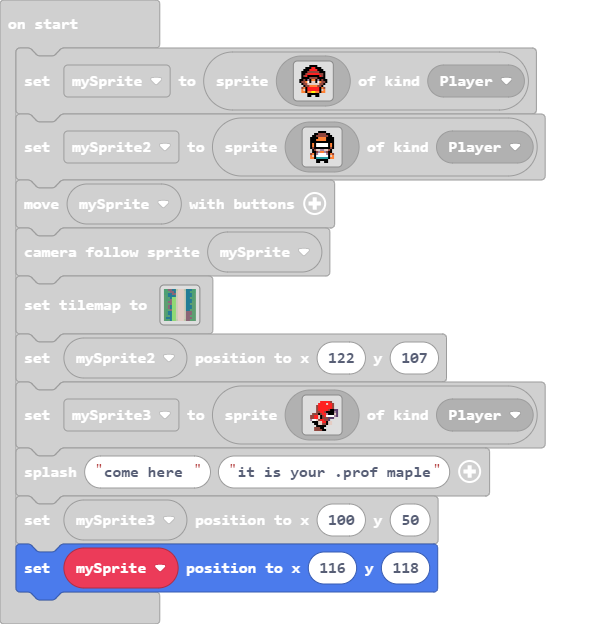 on start
set mySprite to sprite of kind Player
set mySprite2 to sprite of kind Player
move mySprite with buttons
camera follow sprite mySprite
set tilemap to
set mySprite2 position to x 122 y 107
set mySprite3 to sprite of kind Player
splash "come here " "it is your .prof maple"
set mySprite3 position to x 100 y 50
set mySprite position to x 116 y 118